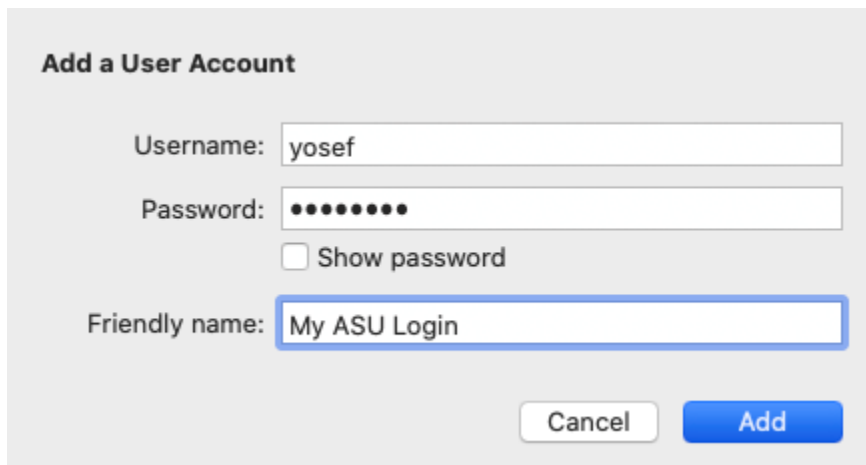 Add a User Account
Username: yosef
Password: ••••••••
Show password
Friendly name: My ASU Login
Cancel Add